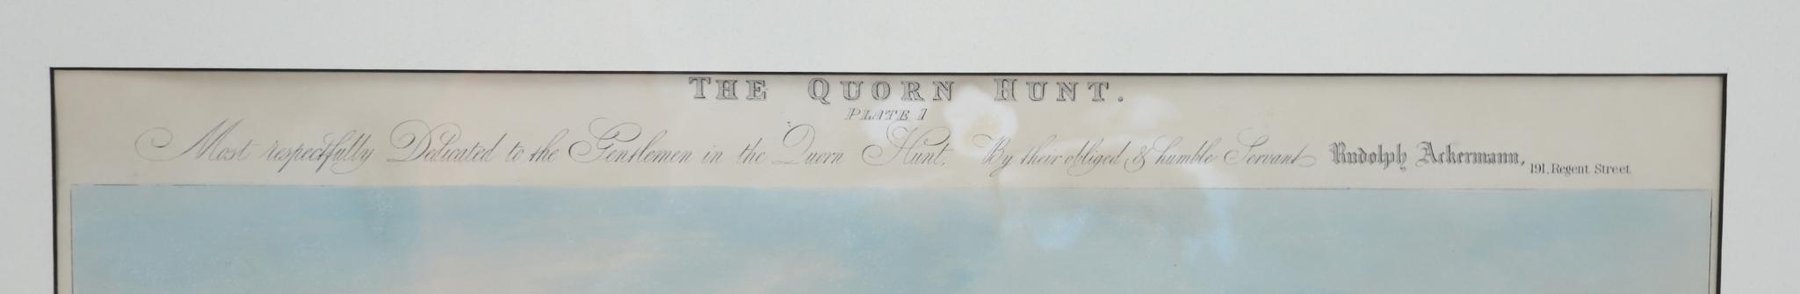 THE QUORN HUNT.
PLATE 1
Most respectfully Dedicated to the Gentlemen in the Quorn Hunt, By their obliged & humble Servant Rudolph Ackermann, 191, Regent Street.